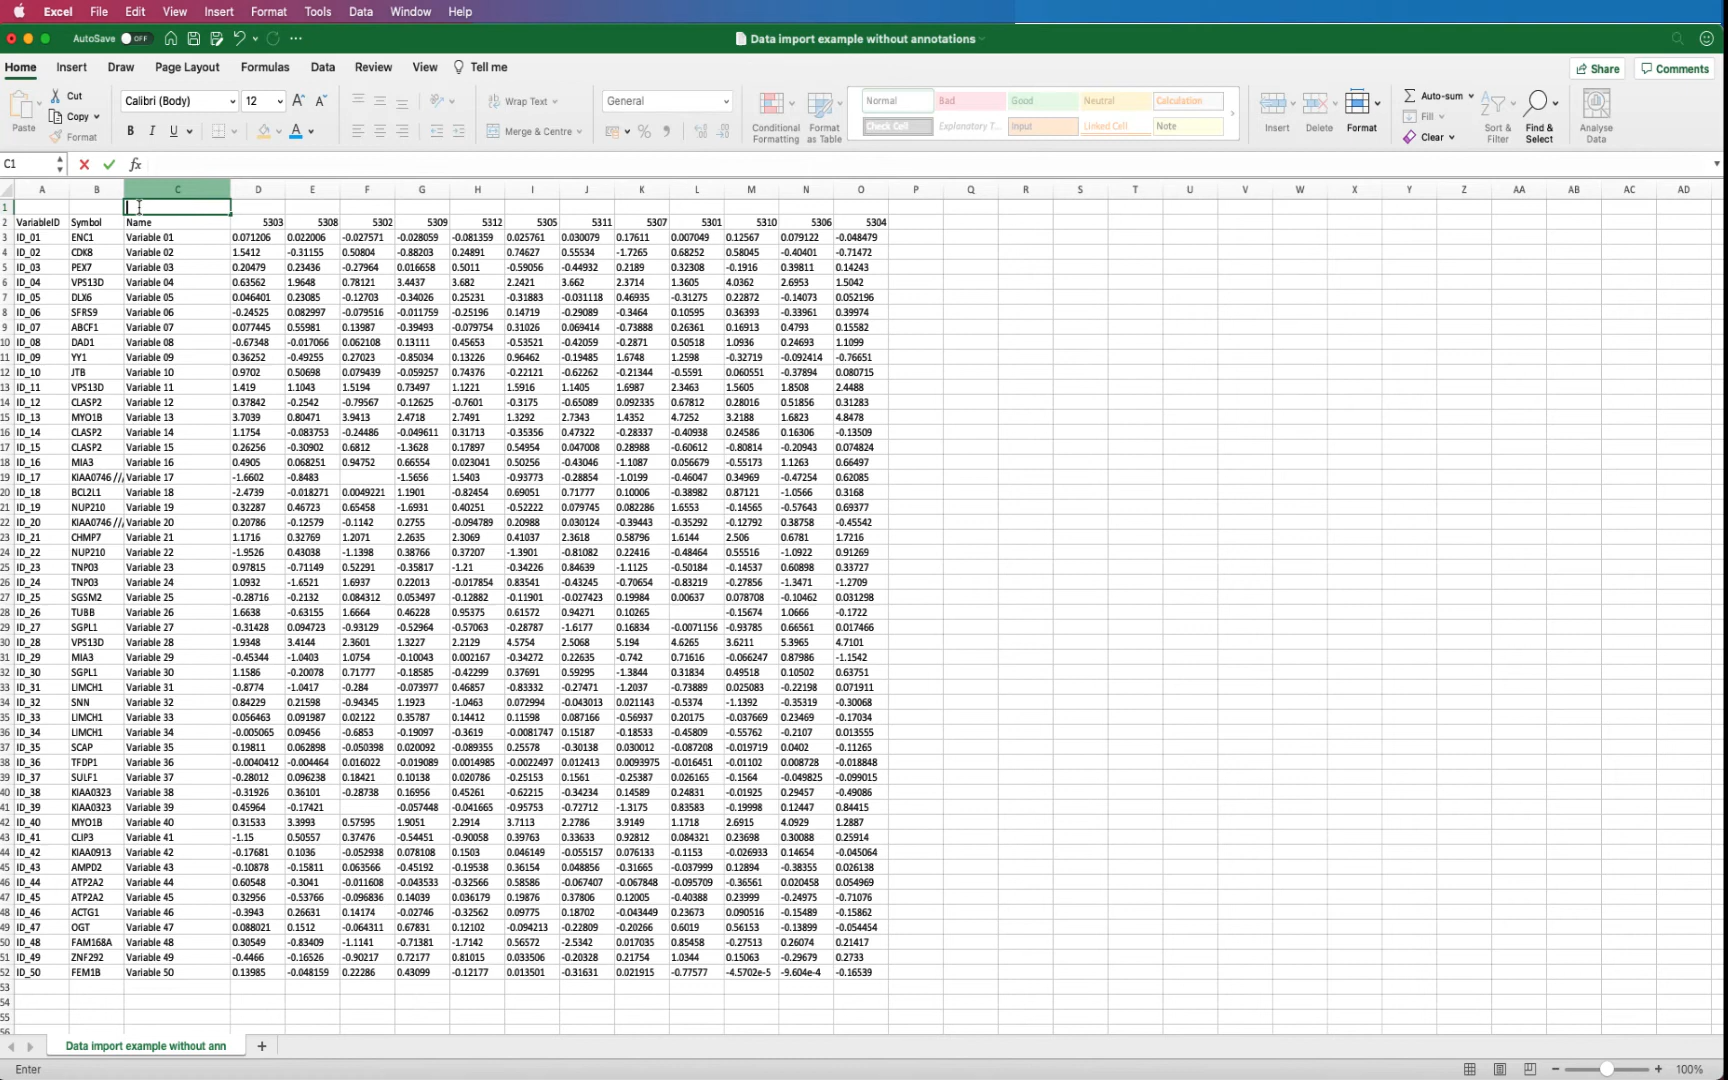 Excel File Edit View Insert Format Tools Data Window Help
AutoSave OFF Data import example without annotations
Home Insert Draw Page Layout Formulas Data Review View Tell me Share Comments
Paste Cut Copy Format Calibri (Body) 12 Wrap Text Merge & Centre General Conditional Formatting Format as Table Normal Bad Good Neutral Calculation Check Cell Explanatory T... Input Linked Cell Note Insert Delete Format Auto-sum Fill Clear Sort & Filter Find & Select Analyse Data
C1 fx
A B C D E F G H I J K L M N O P Q R S T U V W X Y Z AA AB AC AD
1
2 VariableID Symbol Name 5303 5308 5302 5309 5312 5305 5311 5307 5301 5310 5306 5304
3 ID_01 ENC1 Variable 01 0.071206 0.022006 -0.027571 -0.028059 -0.081359 0.025761 0.030079 0.17611 0.007049 0.12567 0.079122 -0.048479
4 ID_02 CDK8 Variable 02 1.5412 -0.31155 0.50804 -0.88203 0.24891 0.74627 0.55534 -1.7265 0.68252 0.58045 -0.40401 -0.71472
5 ID_03 PEX7 Variable 03 0.20479 0.23436 -0.27964 0.016658 0.5011 -0.59056 -0.44932 0.2189 0.32308 -0.1916 0.39811 0.14243
6 ID_04 VPS13D Variable 04 0.63562 1.9648 0.78121 3.4437 3.682 2.2421 3.662 2.3714 1.3605 4.0362 2.6953 1.5042
7 ID_05 DLX6 Variable 05 0.046401 0.23085 -0.12703 -0.34026 0.25231 -0.31883 -0.031118 0.46935 -0.31275 0.22872 -0.14073 0.052196
8 ID_06 SFRS9 Variable 06 -0.24525 0.082997 -0.079516 -0.011759 -0.25196 0.14719 -0.29089 -0.3464 0.10595 0.36393 -0.33961 0.39974
9 ID_07 ABCF1 Variable 07 0.077445 0.55981 0.13987 -0.39493 -0.079754 0.31026 0.069414 -0.73888 0.26361 0.16913 0.4793 0.15582
10 ID_08 DAD1 Variable 08 -0.67348 -0.017066 0.062108 0.13111 0.45653 -0.53521 -0.42059 -0.2871 0.50518 1.0936 0.24693 1.1099
11 ID_09 YY1 Variable 09 0.36252 -0.49255 0.27023 -0.85034 0.13226 0.96462 -0.19485 1.6748 1.2598 -0.32719 -0.092414 -0.76651
12 ID_10 JTB Variable 10 0.9702 0.50698 0.079439 -0.059257 0.74376 -0.22121 -0.62262 -0.21344 -0.5591 0.060551 -0.37894 0.080715
13 ID_11 VPS13D Variable 11 1.419 1.1043 1.5194 0.73497 1.1221 1.5916 1.1405 1.6987 2.3463 1.5605 1.8508 2.4488
14 ID_12 CLASP2 Variable 12 0.37842 -0.2542 -0.79567 -0.12625 -0.7601 -0.3175 -0.65089 0.092335 0.67812 0.28016 0.51856 0.31283
15 ID_13 MYO1B Variable 13 3.7039 0.80471 3.9413 2.4718 2.7491 1.3292 2.7343 1.4352 4.7252 3.2188 1.6823 4.8478
16 ID_14 CLASP2 Variable 14 1.1754 -0.083753 -0.24486 -0.049611 0.31713 -0.35356 0.47322 -0.28337 -0.40938 0.24586 0.16306 -0.13509
17 ID_15 CLASP2 Variable 15 0.26256 -0.30902 0.6812 -1.3628 0.17897 0.54954 0.047008 0.28988 -0.60612 -0.80814 -0.20943 0.074824
18 ID_16 MIA3 Variable 16 0.4905 0.068251 0.94752 0.66554 0.023041 0.50256 -0.43046 -1.1087 0.056679 -0.55173 1.1263 0.66497
19 ID_17 KIAA0746 // Variable 17 -1.6602 -0.8483 -1.5656 1.5403 -0.93773 -0.28854 -1.0199 -0.46047 0.34969 -0.47254 0.62085
20 ID_18 BCL2L1 Variable 18 -2.4739 -0.018271 0.0049221 1.1901 -0.82454 0.69051 0.71777 0.10006 -0.38982 0.87121 -1.0566 0.3168
21 ID_19 NUP210 Variable 19 0.32287 0.46723 0.65458 -1.6931 0.40251 -0.52222 0.079745 0.082286 1.6553 -0.14565 -0.57643 0.69377
22 ID_20 KIAA0746 // Variable 20 0.20786 -0.12579 -0.1142 0.2755 -0.094789 0.20988 0.030124 -0.39443 -0.35292 -0.12792 0.38758 -0.45542
23 ID_21 CHMP7 Variable 21 1.1716 0.32769 1.2071 2.2635 2.3069 0.41037 2.3618 0.58796 1.6144 2.506 0.6781 1.7216
24 ID_22 NUP210 Variable 22 -1.9526 0.43038 -1.1398 0.38766 0.37207 -1.3901 -0.81082 0.22416 -0.48464 0.55516 -1.0922 0.91269
25 ID_23 TNPO3 Variable 23 0.97815 -0.71149 0.52291 -0.35817 -1.21 -0.34226 0.84639 -1.1125 -0.50184 -0.14537 0.60898 0.33727
26 ID_24 TNPO3 Variable 24 1.0932 -1.6521 1.6937 0.22013 -0.017854 0.83541 -0.43245 -0.70654 -0.83219 -0.27856 -1.3471 -1.2709
27 ID_25 SGSM2 Variable 25 -0.28716 -0.2132 0.084312 0.053497 -0.12882 -0.11901 -0.027423 0.19984 0.00637 0.078708 -0.10462 0.031298
28 ID_26 TUBB Variable 26 1.6638 -0.63155 1.6664 0.46228 0.95375 0.61572 0.94271 0.10265 -0.15674 1.0666 -0.1722
29 ID_27 SGPL1 Variable 27 -0.31428 0.094723 -0.93129 -0.52964 -0.57063 -0.28787 -1.6177 0.16834 -0.0071156 -0.93785 0.66561 0.017466
30 ID_28 VPS13D Variable 28 1.9348 3.4144 2.3601 1.3227 2.2129 4.5754 2.5068 5.194 4.6265 3.6211 5.3965 4.7101
31 ID_29 MIA3 Variable 29 -0.45344 -1.0403 1.0754 -0.10043 0.002167 -0.34272 0.22635 -0.742 0.71616 -0.066247 0.87986 -1.1542
32 ID_30 SGPL1 Variable 30 1.1586 -0.20078 0.71777 -0.18585 -0.42299 0.37691 0.59295 -1.3844 0.31834 0.49518 0.10502 0.63751
33 ID_31 LIMCH1 Variable 31 -0.8774 -1.0417 -0.284 -0.073977 0.46857 -0.83332 -0.27471 -1.2037 -0.73889 0.025083 -0.22198 0.071911
34 ID_32 SNN Variable 32 0.84229 0.21598 -0.94345 1.1923 -1.0463 0.072994 -0.043013 0.021143 -0.5374 -1.1392 -0.35319 -0.30068
35 ID_33 LIMCH1 Variable 33 0.056463 0.091987 0.02122 0.35787 0.14412 0.11598 0.087166 -0.56937 0.20175 -0.037669 0.23469 -0.17034
36 ID_34 LIMCH1 Variable 34 -0.005065 0.09456 -0.6853 -0.19097 -0.3619 -0.0081747 0.15187 -0.18533 -0.45809 -0.55762 -0.2107 0.013555
37 ID_35 SCAP Variable 35 0.19811 0.062898 -0.050398 0.020092 -0.089355 0.25578 -0.30138 0.030012 -0.087208 -0.019719 0.0402 -0.11265
38 ID_36 TFDP1 Variable 36 -0.0040412 -0.004464 0.016022 -0.019089 0.0014985 -0.0022497 0.012413 0.0093975 -0.016451 -0.01102 0.008728 -0.018848
39 ID_37 SULF1 Variable 37 -0.28012 0.096238 0.18421 0.10138 0.020786 -0.25153 0.1561 -0.25387 0.026165 -0.1564 -0.049825 -0.099015
40 ID_38 KIAA0323 Variable 38 -0.31926 0.36101 -0.28738 0.16956 0.45261 -0.62215 -0.34234 0.14589 0.24831 -0.01925 0.29457 -0.49086
41 ID_39 KIAA0323 Variable 39 0.45964 -0.17421 -0.057448 -0.041665 -0.95753 -0.72712 -1.3175 0.83583 -0.19998 0.12447 0.84415
42 ID_40 MYO1B Variable 40 0.31533 3.3993 0.57595 1.9051 2.2914 3.7113 2.2786 3.9149 1.1718 2.6915 4.0929 1.2887
43 ID_41 CLIP3 Variable 41 -1.15 0.50557 0.37476 -0.54451 -0.90058 0.39763 0.33633 0.92812 0.084321 0.23698 0.30088 0.25914
44 ID_42 KIAA0913 Variable 42 -0.17681 0.1036 -0.052938 0.078108 0.1503 0.046149 -0.055157 0.076133 -0.1153 -0.026933 0.14654 -0.045064
45 ID_43 AMPD2 Variable 43 -0.10878 -0.15811 0.063566 -0.45192 -0.19538 0.36154 0.048856 -0.31665 -0.037999 0.12894 -0.38355 0.026138
46 ID_44 ATP2A2 Variable 44 0.60548 -0.3041 -0.011608 -0.043533 -0.32566 0.58586 -0.067407 -0.067848 -0.095709 -0.36561 0.020458 0.054969
47 ID_45 ATP2A2 Variable 45 0.32956 -0.53766 -0.096836 0.14039 0.036179 0.19876 0.37806 0.12005 -0.40388 0.23999 -0.24975 -0.71076
48 ID_46 ACTG1 Variable 46 -0.3943 0.26631 0.14174 -0.02746 -0.32562 0.09775 0.18702 -0.043449 0.23673 0.090516 -0.15489 -0.15862
49 ID_47 OGT Variable 47 0.088021 0.1512 -0.064311 0.67831 0.12102 -0.094213 -0.22809 -0.20266 0.6019 0.56153 -0.13899 -0.054454
50 ID_48 FAM168A Variable 48 0.30549 -0.83409 -1.1141 -0.71381 -1.7142 0.56572 -2.5342 0.017035 0.85458 -0.27513 0.26074 0.21417
51 ID_49 ZNF292 Variable 49 -0.4466 -0.16526 -0.90217 0.72177 0.81015 0.033506 -0.20328 0.21754 1.0344 0.15063 -0.29679 0.2733
52 ID_50 FEM1B Variable 50 0.13985 -0.048159 0.22286 0.43099 -0.12177 0.013501 -0.31631 0.021915 -0.77577 -4.5702e-5 -9.604e-4 -0.16539
53
54
55
56
Data import example without ann
Enter 100%